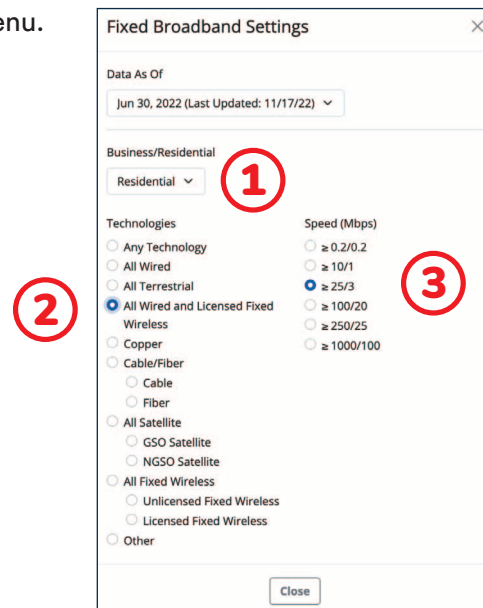 enu.
Fixed Broadband Settings
Data As Of
Jun 30, 2022 (Last Updated: 11/17/22)
Business/Residential
Residential
1
Technologies
Any Technology
All Wired
All Terrestrial
2
All Wired and Licensed Fixed
Wireless
Copper
Cable/Fiber
Cable
Fiber
All Satellite
GSO Satellite
NGSO Satellite
All Fixed Wireless
Unlicensed Fixed Wireless
Licensed Fixed Wireless
Other
Speed (Mbps)
≥ 0.2/0.2
≥ 10/1
≥ 25/3
≥ 100/20
≥ 250/25
≥ 1000/100
3
Close